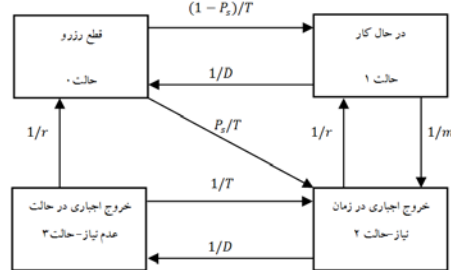 (1 − P_s)/T
قطع رزرو
حالت ۰
در حال کار
حالت ۱
1/D
1/r
P_s/T
1/r
1/m
خروج اجباری در حالت
عدم نیاز-حالت ۳
1/T
خروج اجباری در زمان
نیاز-حالت ۲
1/D